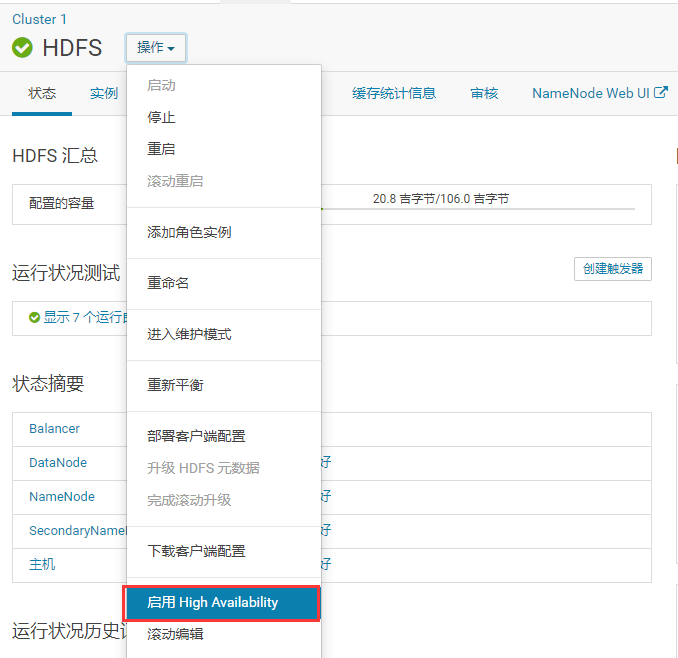 Cluster 1
HDFS 操作
状态 实例 缓存统计信息 审核 NameNode Web UI
启动
停止
重启
滚动重启
添加角色实例
重命名
进入维护模式
重新平衡
部署客户端配置
升级 HDFS 元数据
完成滚动升级
下载客户端配置
启用 High Availability
滚动编辑
HDFS 汇总
配置的容量 20.8 吉字节/106.0 吉字节
运行状况测试 创建触发器
显示 7 个运行
状态摘要
Balancer
DataNode 好
NameNode 好
SecondaryName 好
主机 好
运行状况历史